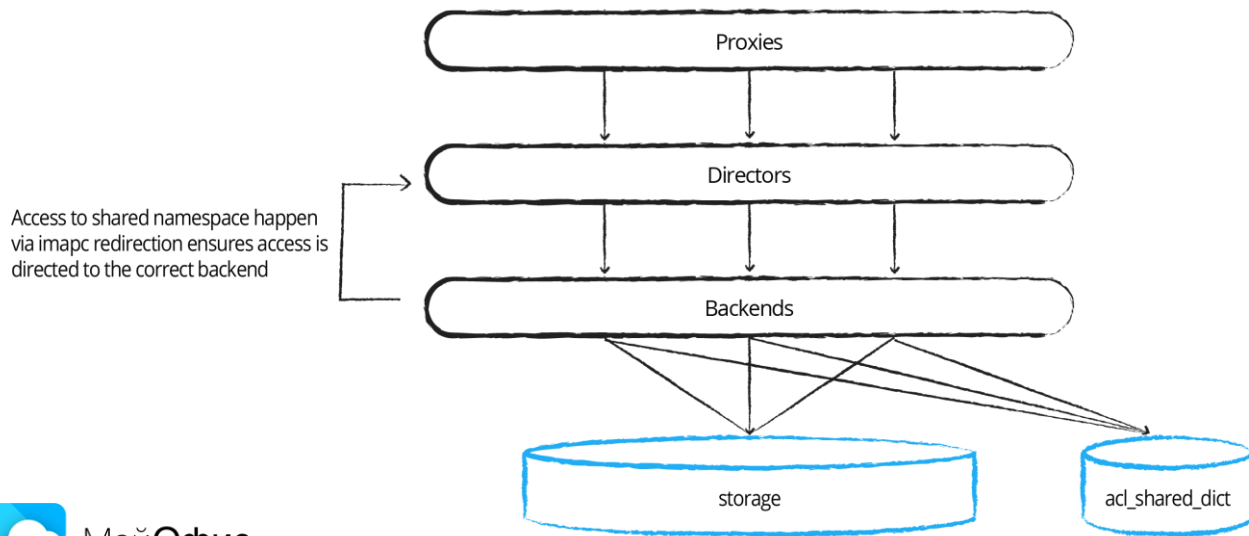 Proxies
Directors
Access to shared namespace happen
via imapc redirection ensures access is
directed to the correct backend
Backends
storage
acl_shared_dict
МойОфис